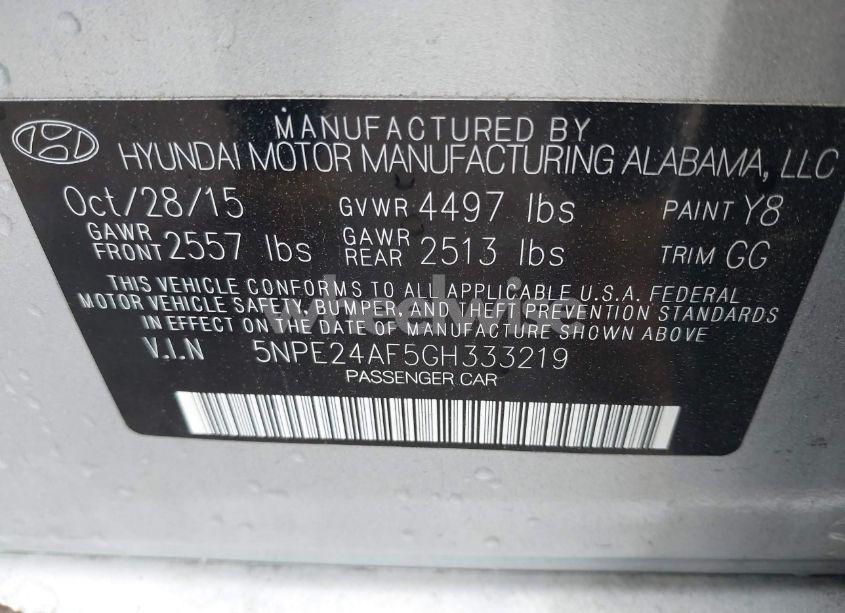 MANUFACTURED BY
HYUNDAI MOTOR MANUFACTURING ALABAMA, LLC
Oct/28/15 GVWR 4497 lbs PAINT Y8
GAWR FRONT 2557 lbs GAWR REAR 2513 lbs TRIM GG
THIS VEHICLE CONFORMS TO ALL APPLICABLE U.S.A. FEDERAL
MOTOR VEHICLE SAFETY, BUMPER, AND THEFT PREVENTION STANDARDS
IN EFFECT ON THE DATE OF MANUFACTURE SHOWN ABOVE
wheelwise
V.I.N 5NPE24AF5GH333219
PASSENGER CAR